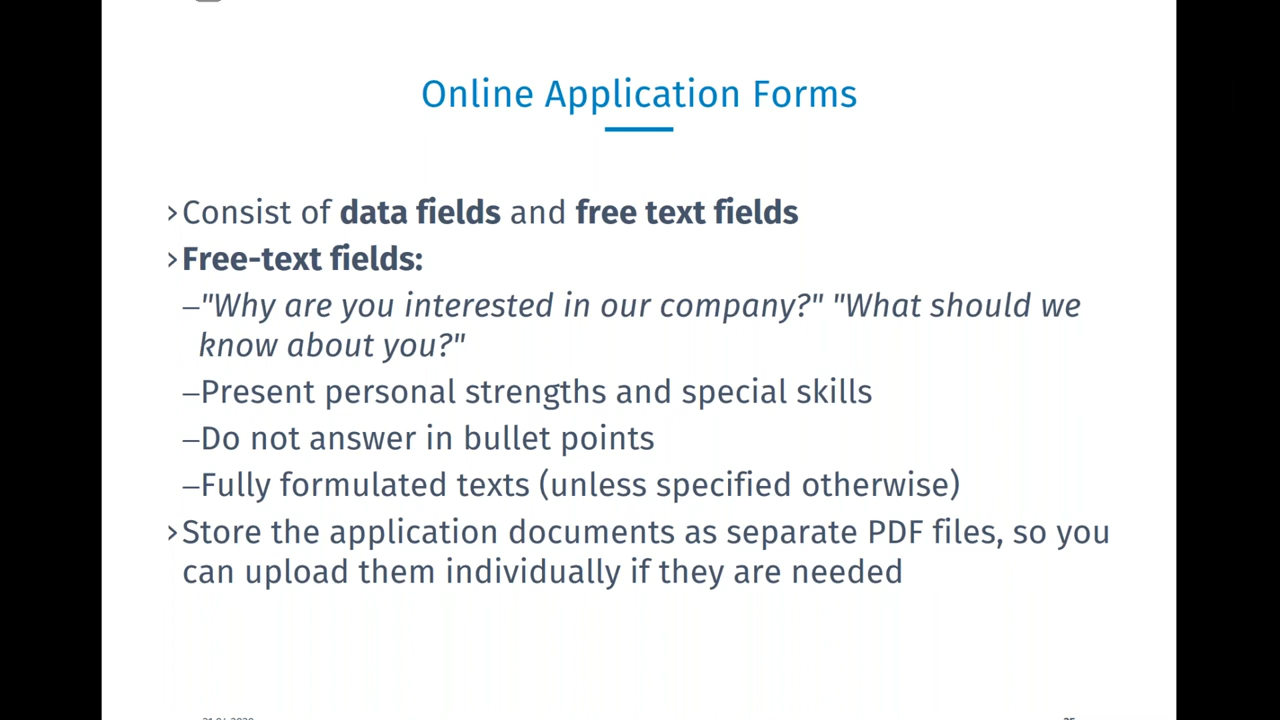 Online Application Forms
›Consist of data fields and free text fields
›Free-text fields:
–"Why are you interested in our company?" "What should we
know about you?"
–Present personal strengths and special skills
–Do not answer in bullet points
–Fully formulated texts (unless specified otherwise)
›Store the application documents as separate PDF files, so you
can upload them individually if they are needed